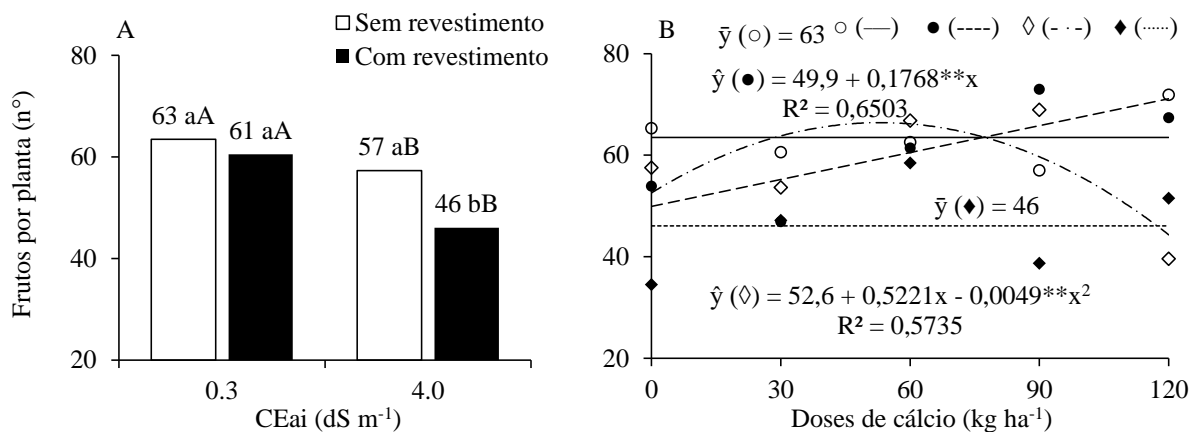 A
Sem revestimento
Com revestimento
Frutos por planta (n°)
80
60
40
20
63 aA
61 aA
57 aB
46 bB
0.3
4.0
CEai (dS m⁻¹)
B
○ (—)
● (----)
◊ (- · -)
♦ (······)
ȳ (○) = 63
ŷ (●) = 49,9 + 0,1768**x
R² = 0,6503
ȳ (♦) = 46
ŷ (◊) = 52,6 + 0,5221x - 0,0049**x²
R² = 0,5735
80
60
40
20
0
30
60
90
120
Doses de cálcio (kg ha⁻¹)